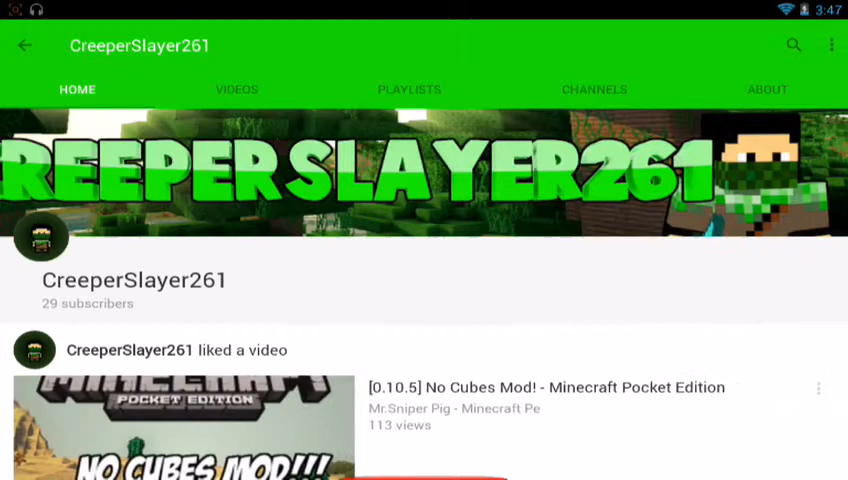 3:47
CreeperSlayer261
HOME VIDEOS PLAYLISTS CHANNELS ABOUT
REEPERSLAYER261
CreeperSlayer261
29 subscribers
CreeperSlayer261 liked a video
MINECRAFT
POCKET EDITION
NO CUBES MOD!!!
[0.10.5] No Cubes Mod! - Minecraft Pocket Edition
Mr.Sniper Pig - Minecraft Pe
113 views